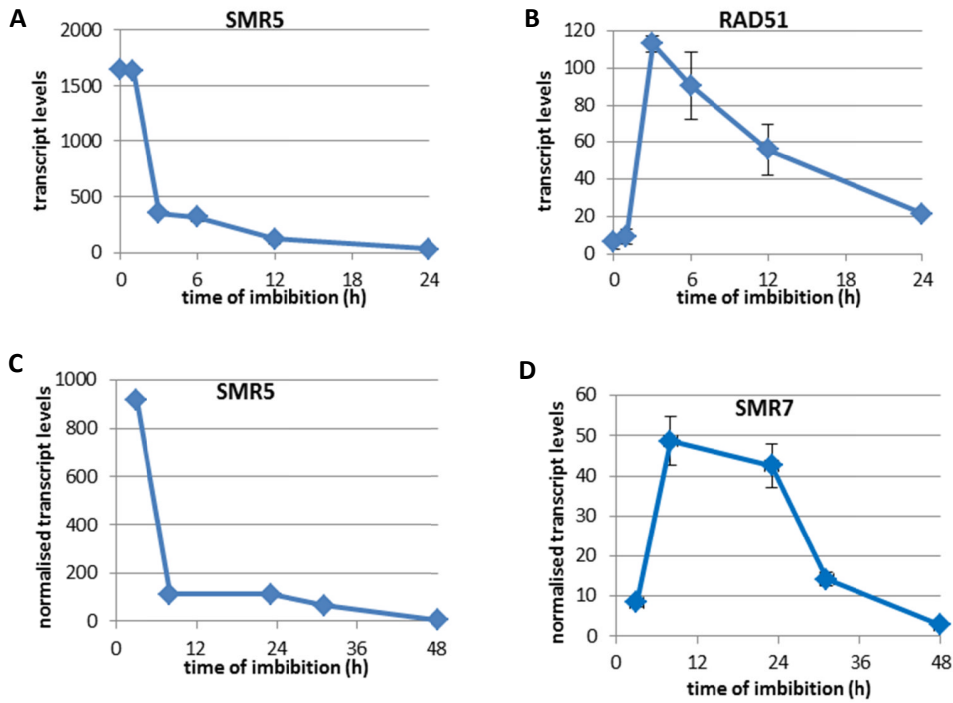 A
SMR5
transcript levels
2000
1500
1000
500
0
0 6 12 18 24
time of imbibition (h)
B
RAD51
transcript levels
120
100
80
60
40
20
0
0 6 12 18 24
time of imbibition (h)
C
SMR5
normalised transcript levels
1000
800
600
400
200
0
0 12 24 36 48
time of imbibition (h)
D
SMR7
normalised transcript levels
60
50
40
30
20
10
0
0 12 24 36 48
time of imbibition (h)